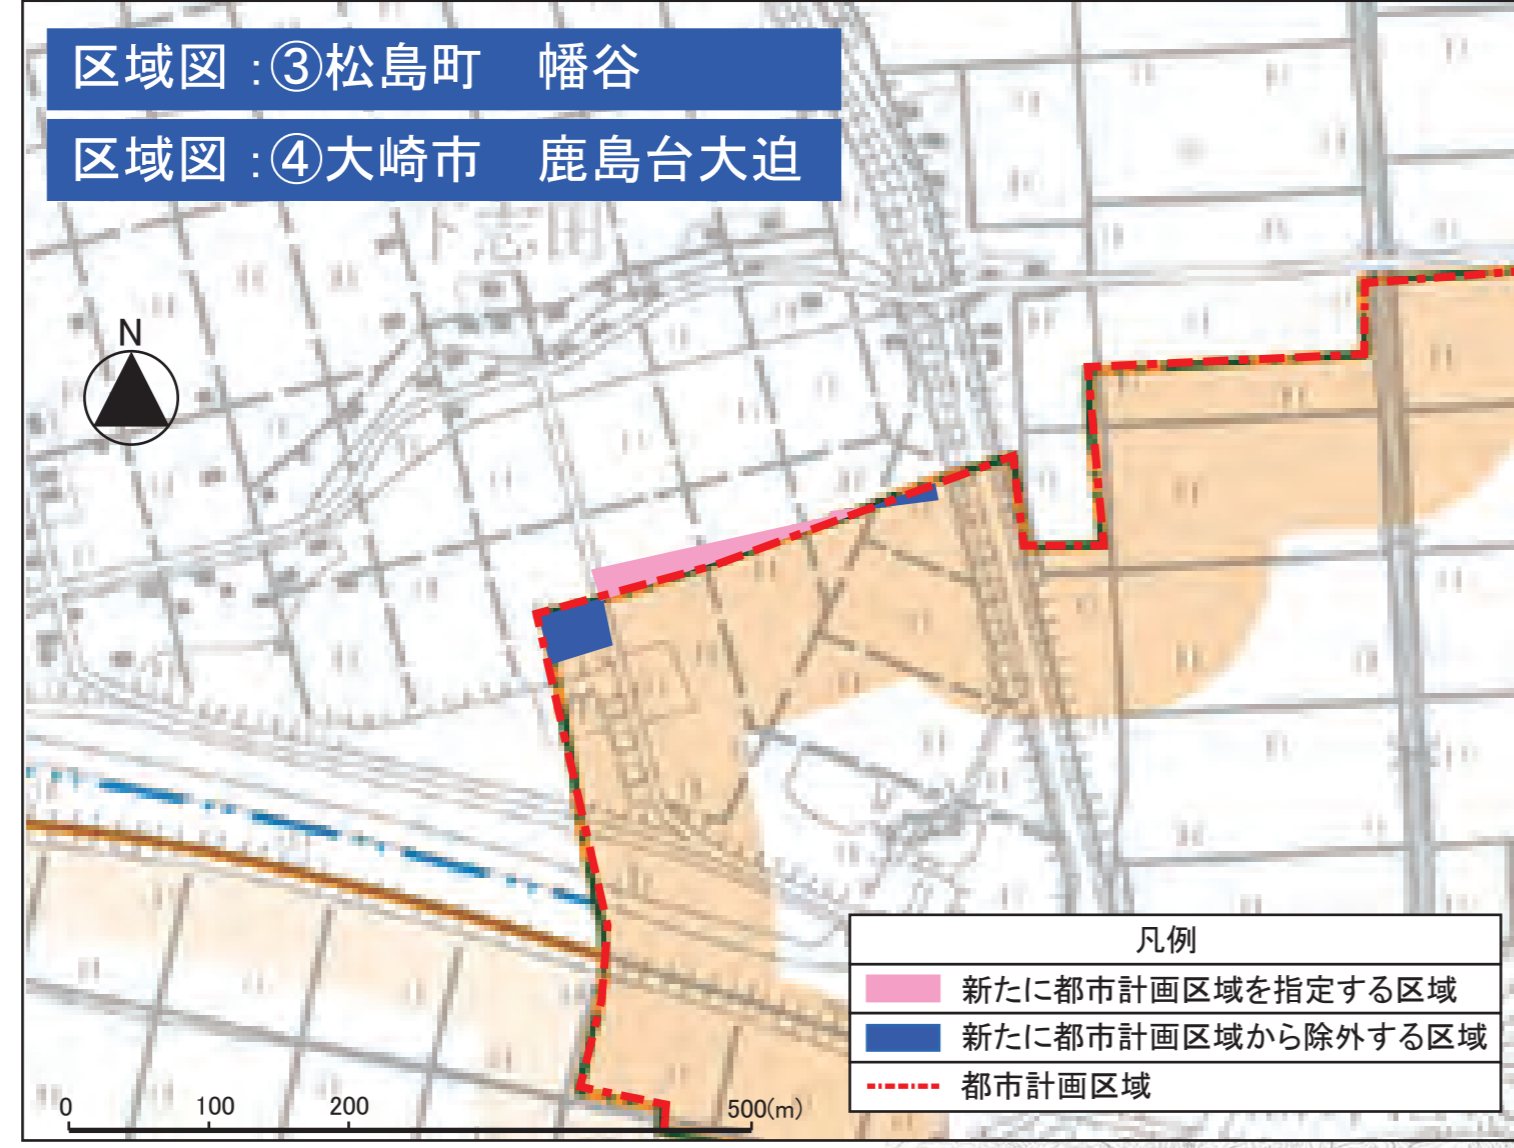 区域図 :③松島町　幡谷
区域図 :④大崎市　鹿島台大迫
下志田
N
凡例
新たに都市計画区域を指定する区域
新たに都市計画区域から除外する区域
都市計画区域
0 100 200 500(m)